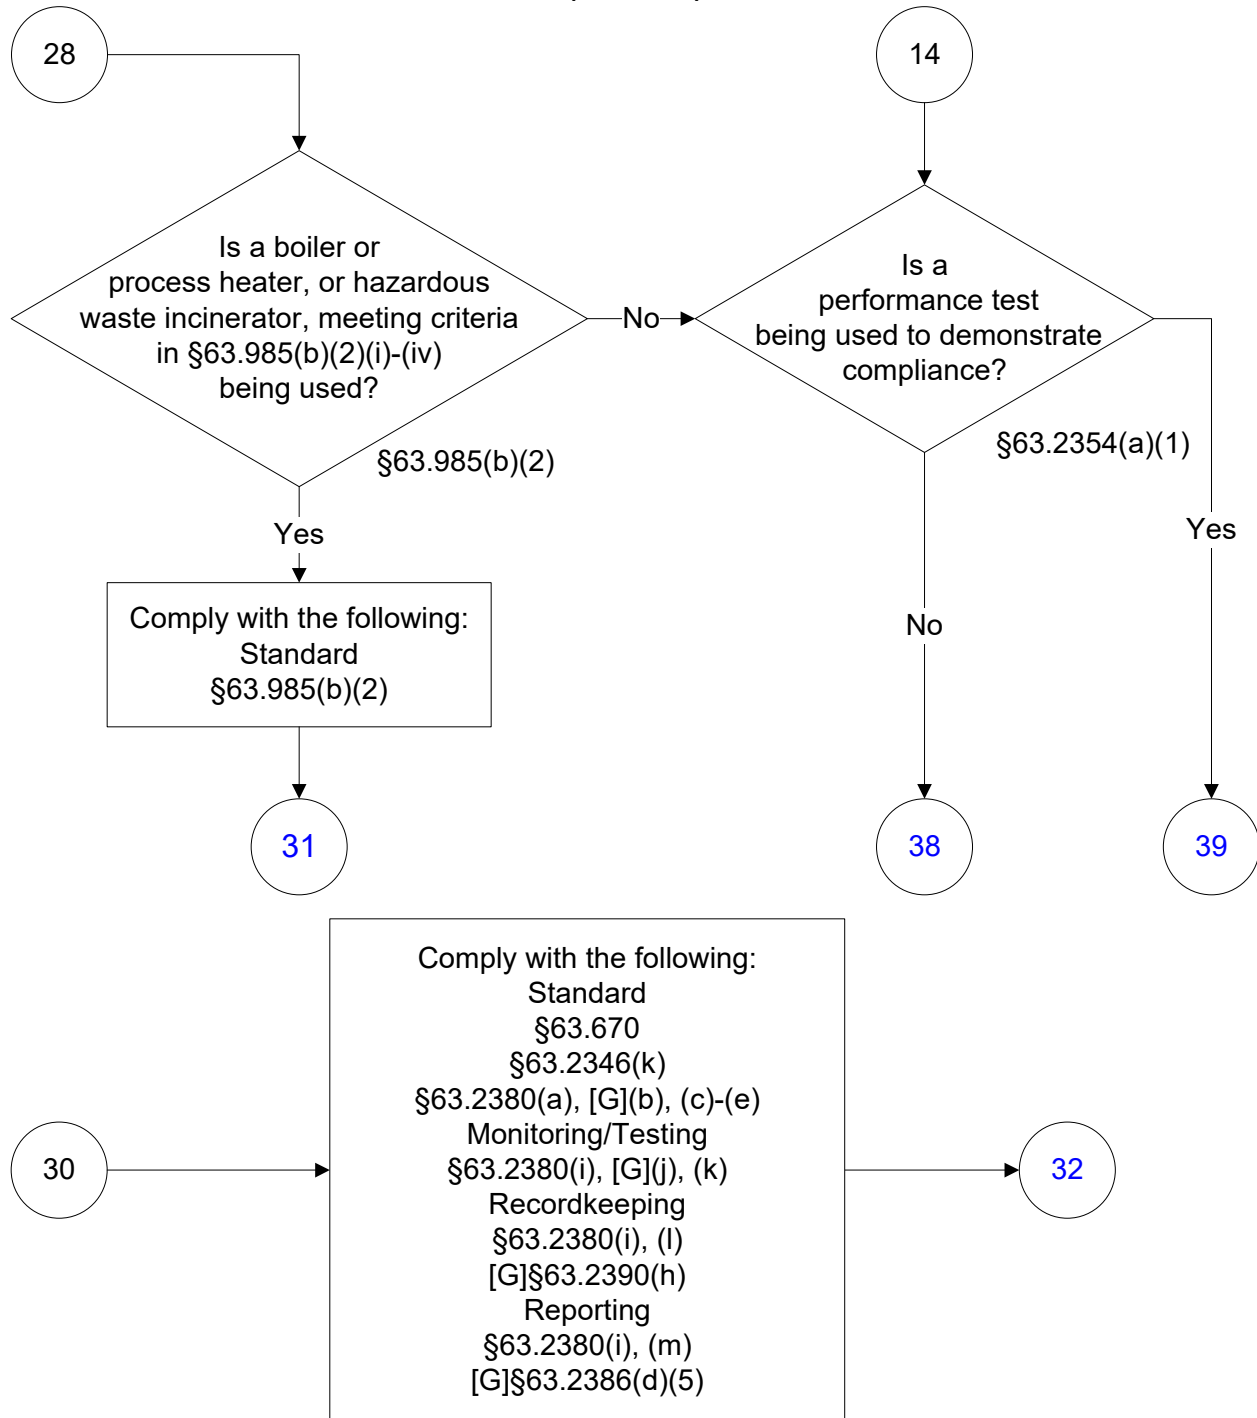 28
14
Is a boiler or
process heater, or hazardous
waste incinerator, meeting criteria
in §63.985(b)(2)(i)-(iv)
being used?
No
Is a
performance test
being used to demonstrate
compliance?
§63.985(b)(2)
§63.2354(a)(1)
Yes
Yes
No
Comply with the following:
Standard
§63.985(b)(2)
31
38
39
Comply with the following:
Standard
§63.670
§63.2346(k)
§63.2380(a), [G](b), (c)-(e)
Monitoring/Testing
§63.2380(i), [G](j), (k)
Recordkeeping
§63.2380(i), (l)
[G]§63.2390(h)
Reporting
§63.2380(i), (m)
[G]§63.2386(d)(5)
30
32